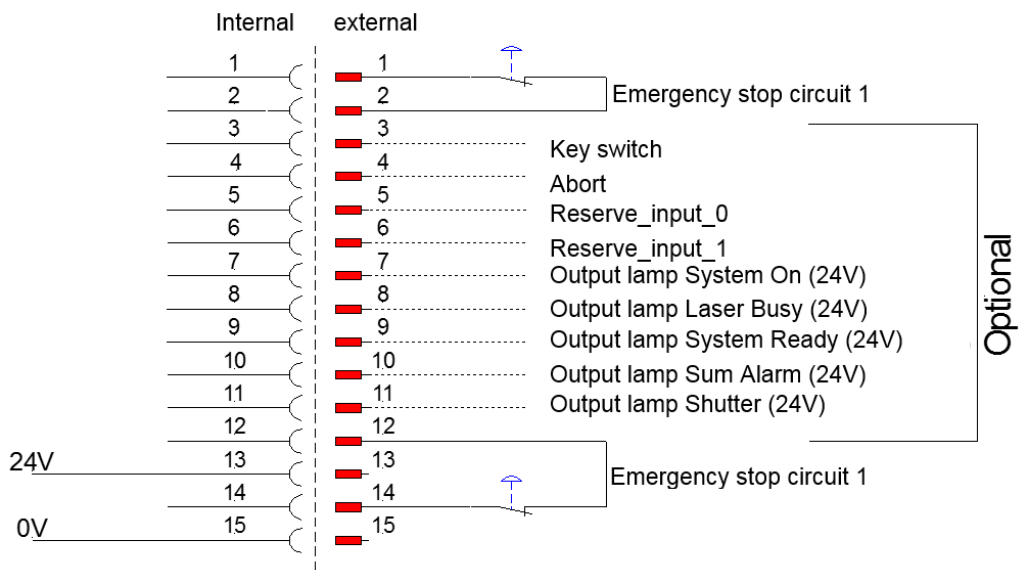 Internal external
1 1
2 2 Emergency stop circuit 1
3 3 Key switch
4 4 Abort
5 5 Reserve_input_0
6 6 Reserve_input_1
7 7 Output lamp System On (24V)
8 8 Output lamp Laser Busy (24V)
9 9 Output lamp System Ready (24V)
10 10 Output lamp Sum Alarm (24V)
11 11 Output lamp Shutter (24V)
12 12
24V 13 13 Emergency stop circuit 1
14 14
0V 15 15
Optional